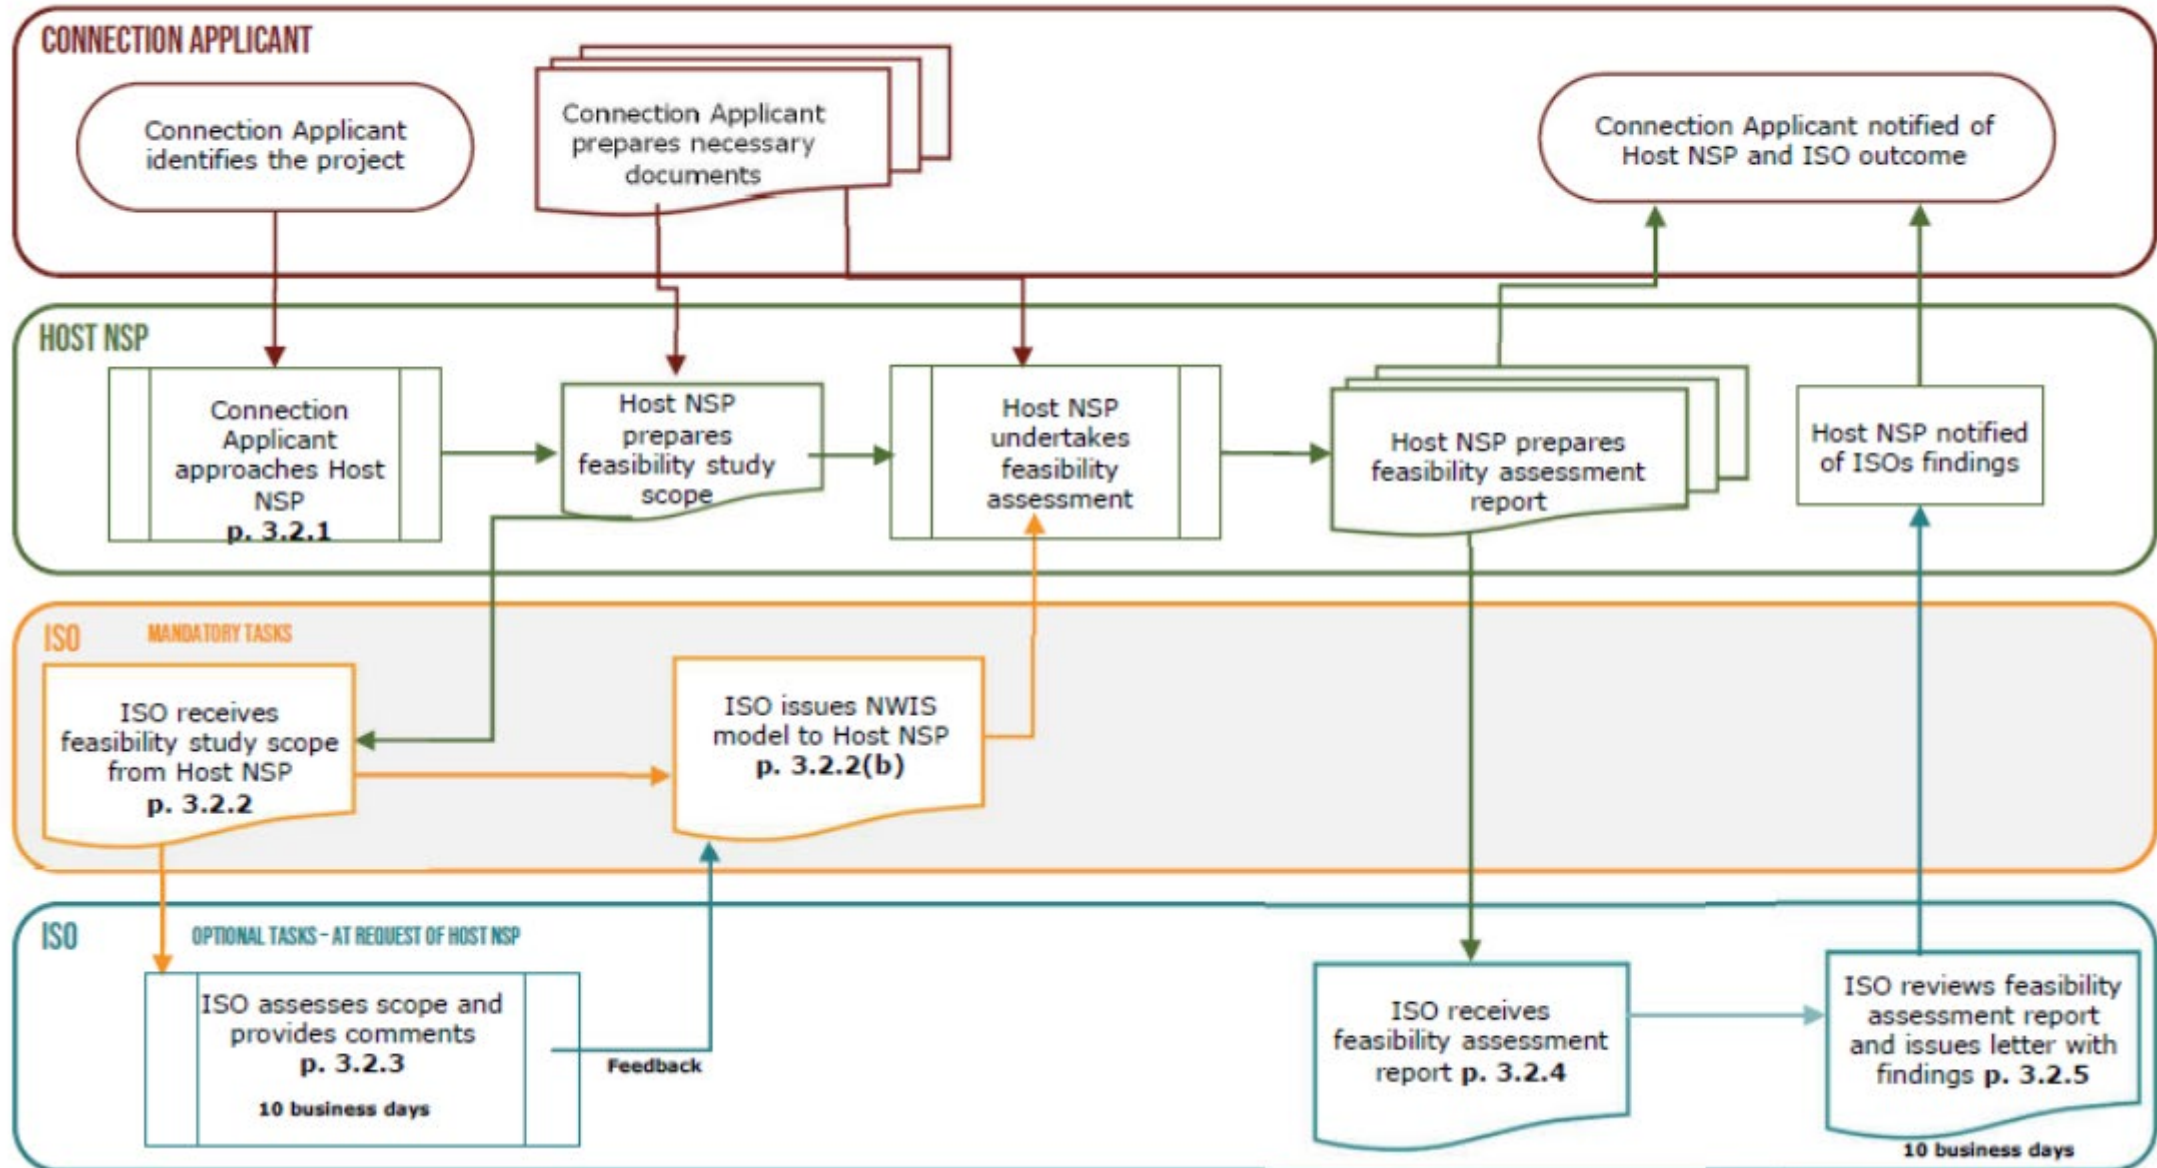 CONNECTION APPLICANT
Connection Applicant
identifies the project
Connection Applicant
prepares necessary
documents
Connection Applicant notified of
Host NSP and ISO outcome
HOST NSP
Connection
Applicant
approaches Host
NSP
p. 3.2.1
Host NSP
prepares
feasibility study
scope
Host NSP
undertakes
feasibility
assessment
Host NSP prepares
feasibility assessment
report
Host NSP notified
of ISOs findings
ISO
MANDATORY TASKS
ISO receives
feasibility study scope
from Host NSP
p. 3.2.2
ISO issues NWIS
model to Host NSP
p. 3.2.2(b)
ISO
OPTIONAL TASKS – AT REQUEST OF HOST NSP
ISO assesses scope and
provides comments
p. 3.2.3
10 business days
Feedback
ISO receives
feasibility assessment
report p. 3.2.4
ISO reviews feasibility
assessment report
and issues letter with
findings p. 3.2.5
10 business days